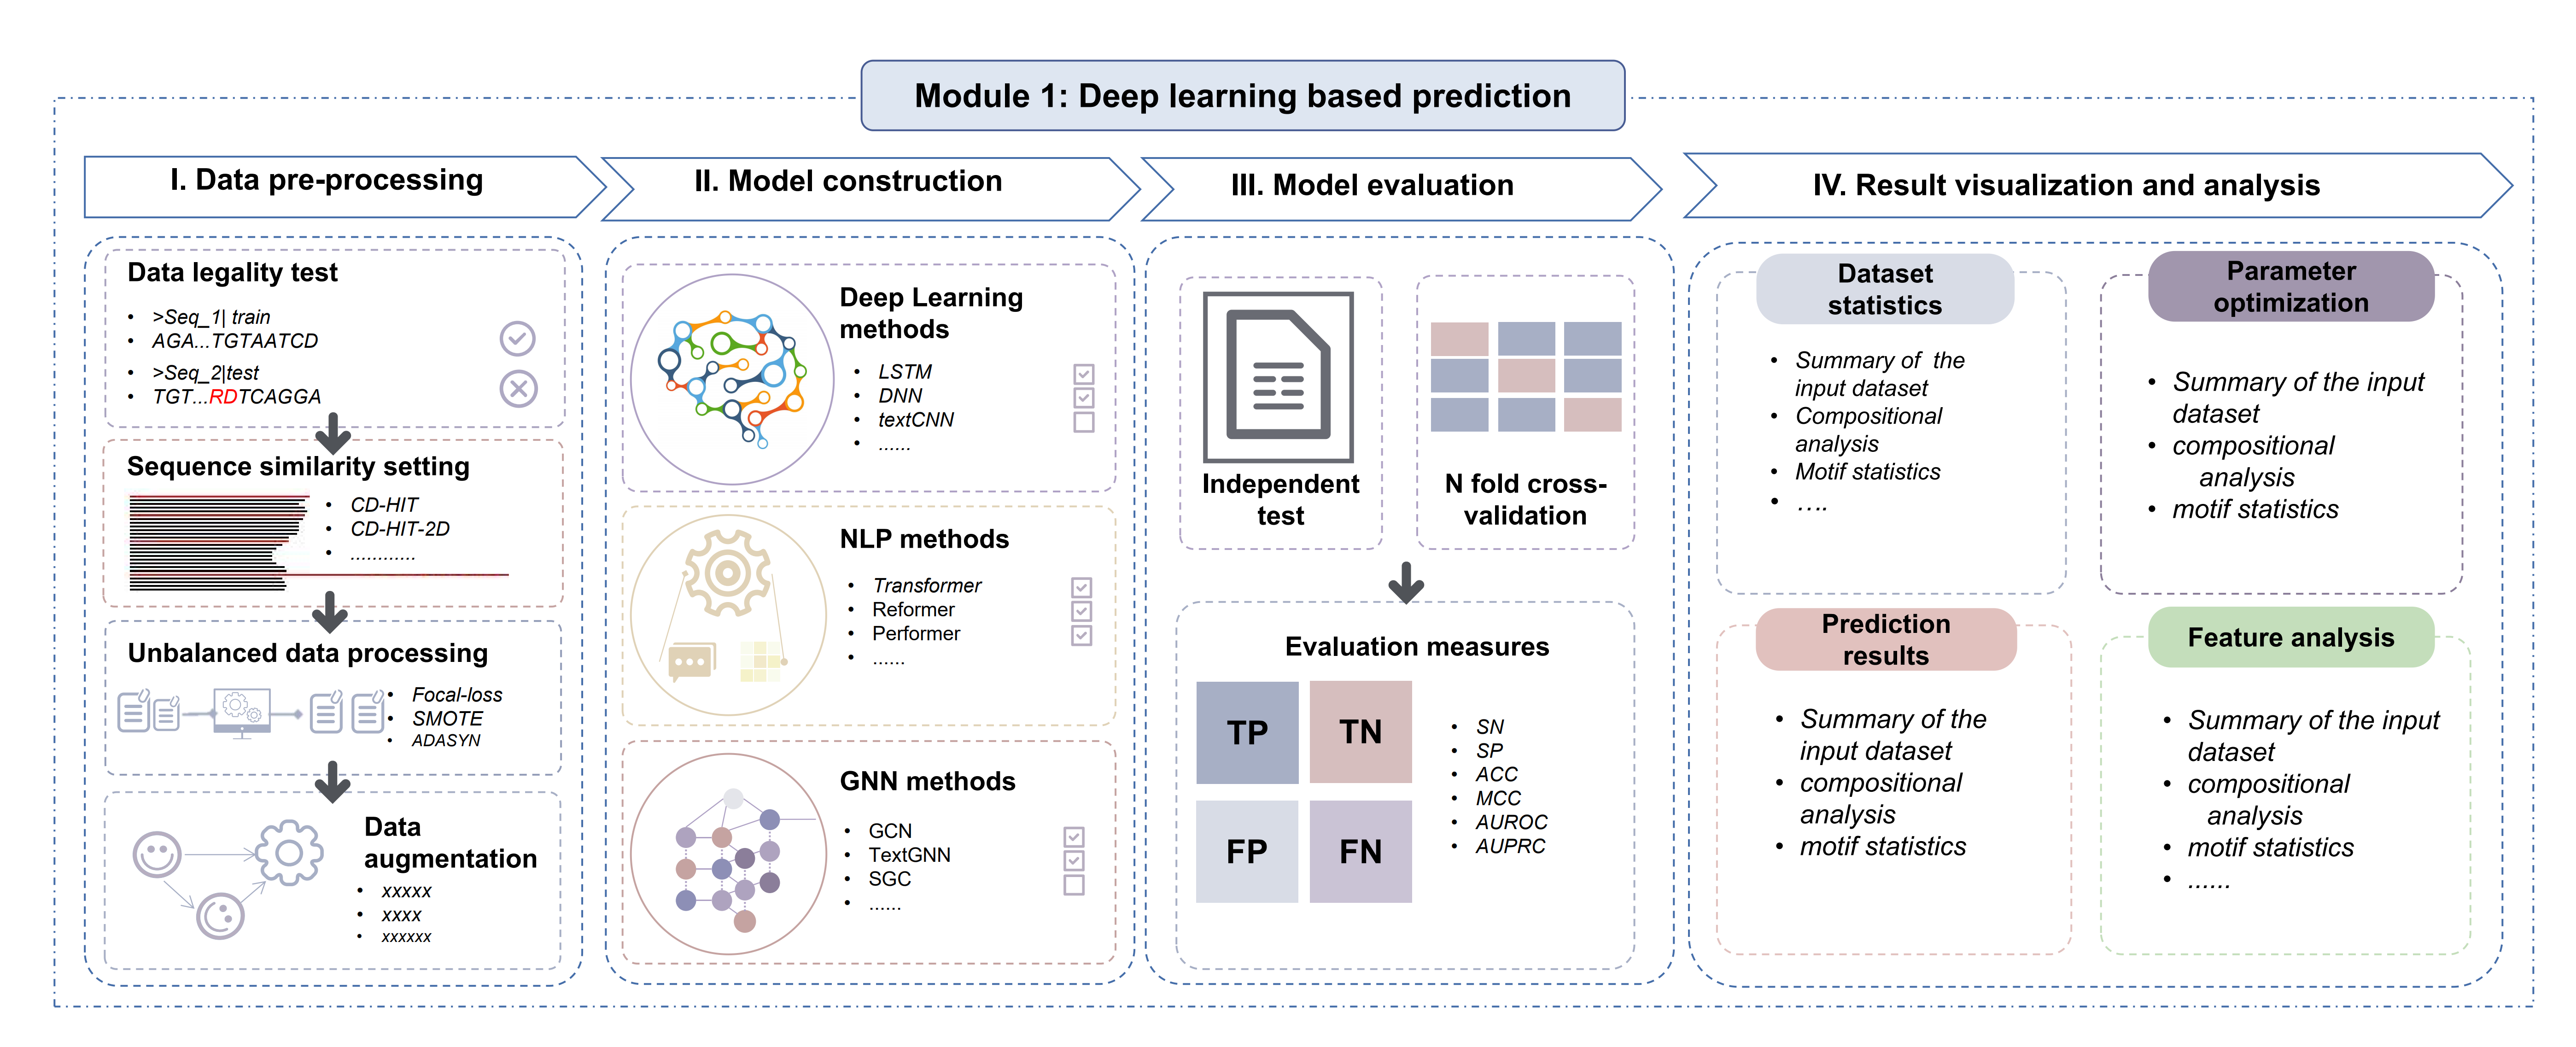 Module 1: Deep learning based prediction
I. Data pre-processing
Data legality test
• >Seq_1| train
• AGA...TGTAATCD
• >Seq_2|test
• TGT...RDTCAGGA
Sequence similarity setting
• CD-HIT
• CD-HIT-2D
• ............
Unbalanced data processing
• Focal-loss
• SMOTE
• ADASYN
Data
augmentation
• xxxxx
• xxxx
• xxxxxx
II. Model construction
Deep Learning
methods
• LSTM
• DNN
• textCNN
• ......
NLP methods
• Transformer
• Reformer
• Performer
• ......
GNN methods
• GCN
• TextGNN
• SGC
• ......
III. Model evaluation
Independent
test
N fold cross-
validation
Evaluation measures
TP
TN
FP
FN
• SN
• SP
• ACC
• MCC
• AUROC
• AUPRC
IV. Result visualization and analysis
Dataset
statistics
• Summary of the
input dataset
• Compositional
analysis
• Motif statistics
• ....
Parameter
optimization
• Summary of the input
dataset
• compositional
analysis
• motif statistics
Prediction
results
• Summary of the
input dataset
• compositional
analysis
• motif statistics
Feature analysis
• Summary of the input
dataset
• compositional
analysis
• motif statistics
• ......